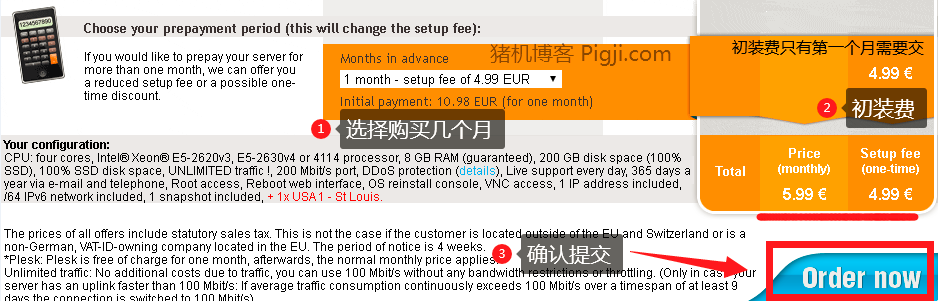 1234567890
Choose your prepayment period (this will change the setup fee):
If you would like to prepay your server for
more than one month, we can offer you
a reduced setup fee or a possible one-
time discount.
Months in advance
猪机博客 Pigji.com
1 month - setup fee of 4.99 EUR
Initial payment: 10.98 EUR (for one month)
初装费只有第一个月需要交
4.99 €
2 初装费
1 选择购买几个月
Your configuration:
CPU: four cores, Intel® Xeon® E5-2620v3, E5-2630v4 or 4114 processor, 8 GB RAM (guaranteed), 200 GB disk space (100%
SSD), 100% SSD disk space, UNLIMITED traffic !, 200 Mbit/s port, DDoS protection (details), Live support every day, 365 days a
year via e-mail and telephone, Root access, Reboot web interface, OS reinstall console, VNC access, 1 IP address included,
/64 IPv6 network included, 1 snapshot included, + 1x USA1 - St Louis.
Total
Price
(monthly)
5.99 €
Setup fee
(one-time)
4.99 €
The prices of all offers include statutory sales tax. This is not the case if the customer is located outside of the EU and Switzerland or is a
non-German, VAT-ID-owning company located in the EU. The period of notice is 4 weeks.
*Plesk: Plesk is free of charge for one month, afterwards, the normal monthly price applies.
Unlimited traffic: No additional costs due to traffic, you can use 100 Mbit/s without any bandwidth restrictions or throttling. (Only in case your
server has an uplink faster than 100 Mbit/s: If average traffic consumption continuously exceeds 100 Mbit/s over a timespan of at least 9
days the connection is switched to 100 Mbit/s)
3 确认提交
Order now